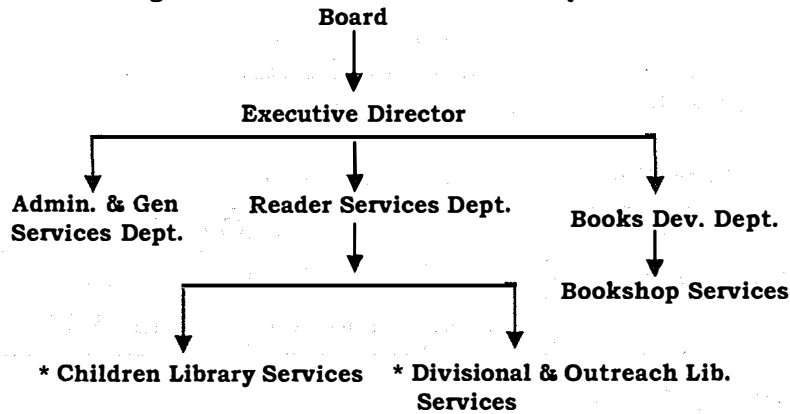 Board
Executive Director
Admin. & Gen
Services Dept.
Reader Services Dept.
Books Dev. Dept.
Bookshop Services
* Children Library Services
* Divisional & Outreach Lib.
Services